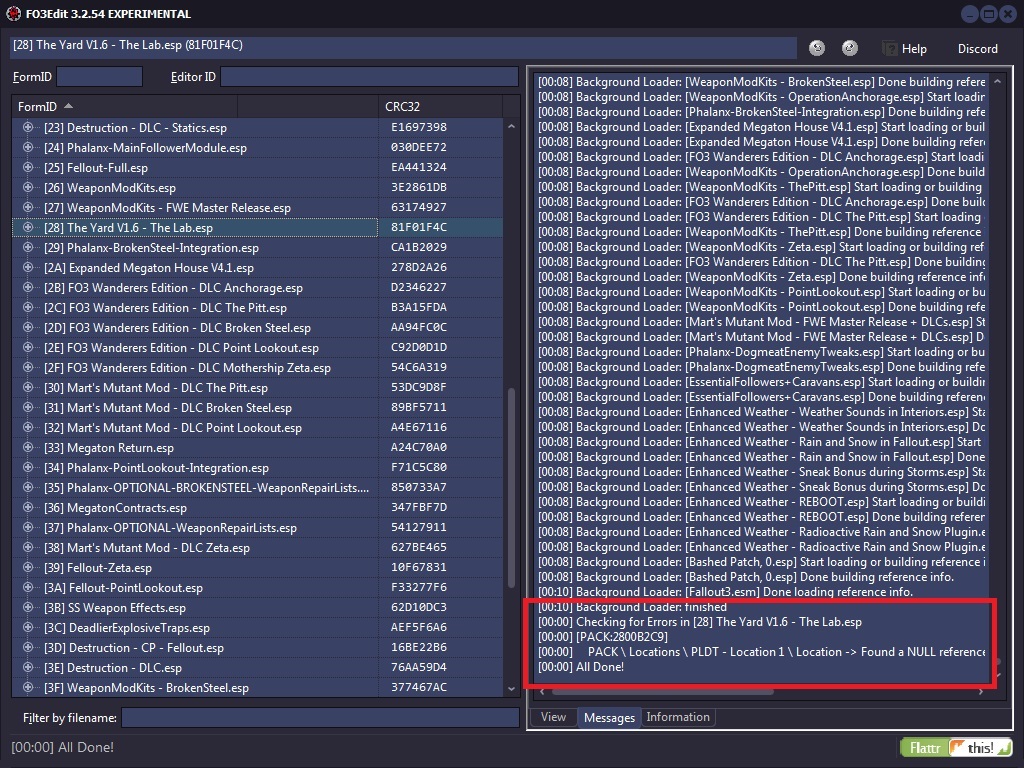 FO3Edit 3.2.54 EXPERIMENTAL
[28] The Yard V1.6 - The Lab.esp (81F01F4C)
Help
Discord
FormID
Editor ID
FormID CRC32
[23] Destruction - DLC - Statics.esp E1697398
[24] Phalanx-MainFollowerModule.esp 030DEE72
[25] Fellout-Full.esp EA441324
[26] WeaponModKits.esp 3E2861DB
[27] WeaponModKits - FWE Master Release.esp 63174927
[28] The Yard V1.6 - The Lab.esp 81F01F4C
[29] Phalanx-BrokenSteel-Integration.esp CA1B2029
[2A] Expanded Megaton House V4.1.esp 278D2A26
[2B] FO3 Wanderers Edition - DLC Anchorage.esp D2346227
[2C] FO3 Wanderers Edition - DLC The Pitt.esp B3A15FDA
[2D] FO3 Wanderers Edition - DLC Broken Steel.esp AA94FC0C
[2E] FO3 Wanderers Edition - DLC Point Lookout.esp C92D0D1D
[2F] FO3 Wanderers Edition - DLC Mothership Zeta.esp 54C6A319
[30] Mart's Mutant Mod - DLC The Pitt.esp 53DC9D8F
[31] Mart's Mutant Mod - DLC Broken Steel.esp 89BF5711
[32] Mart's Mutant Mod - DLC Point Lookout.esp A4E67116
[33] Megaton Return.esp A24C70A0
[34] Phalanx-PointLookout-Integration.esp F71C5C80
[35] Phalanx-OPTIONAL-BROKENSTEEL-WeaponRepairLists.... 850733A7
[36] MegatonContracts.esp 347FBF7D
[37] Phalanx-OPTIONAL-WeaponRepairLists.esp 54127911
[38] Mart's Mutant Mod - DLC Zeta.esp 627BE465
[39] Fellout-Zeta.esp 10F67831
[3A] Fellout-PointLookout.esp F33277F6
[3B] SS Weapon Effects.esp 62D10DC3
[3C] DeadlierExplosiveTraps.esp AEF5F6A6
[3D] Destruction - CP - Fellout.esp 16BE22B6
[3E] Destruction - DLC.esp 76AA59D4
[3F] WeaponModKits - BrokenSteel.esp 377467AC
Filter by filename:
[00:08] Background Loader: [WeaponModKits - BrokenSteel.esp] Done building refere
[00:08] Background Loader: [WeaponModKits - OperationAnchorage.esp] Start loadin
[00:08] Background Loader: [Phalanx-BrokenSteel-Integration.esp] Done building refe
[00:08] Background Loader: [Expanded Megaton House V4.1.esp] Start loading or buil
[00:08] Background Loader: [Expanded Megaton House V4.1.esp] Done building refere
[00:08] Background Loader: [FO3 Wanderers Edition - DLC Anchorage.esp] Start loadi
[00:08] Background Loader: [WeaponModKits - OperationAnchorage.esp] Done build
[00:08] Background Loader: [WeaponModKits - ThePitt.esp] Start loading or building
[00:08] Background Loader: [FO3 Wanderers Edition - DLC Anchorage.esp] Done build
[00:08] Background Loader: [FO3 Wanderers Edition - DLC The Pitt.esp] Start loading
[00:08] Background Loader: [WeaponModKits - ThePitt.esp] Done building reference
[00:08] Background Loader: [WeaponModKits - Zeta.esp] Start loading or building ref
[00:08] Background Loader: [FO3 Wanderers Edition - DLC The Pitt.esp] Done building
[00:08] Background Loader: [WeaponModKits - Zeta.esp] Done building reference info
[00:08] Background Loader: [WeaponModKits - PointLookout.esp] Start loading or bu
[00:08] Background Loader: [WeaponModKits - PointLookout.esp] Done building refe
[00:08] Background Loader: [Mart's Mutant Mod - FWE Master Release + DLCs.esp] St
[00:08] Background Loader: [Mart's Mutant Mod - FWE Master Release + DLCs.esp] D
[00:08] Background Loader: [Phalanx-DogmeatEnemyTweaks.esp] Start loading or bu
[00:08] Background Loader: [Phalanx-DogmeatEnemyTweaks.esp] Done building refe
[00:08] Background Loader: [EssentialFollowers+Caravans.esp] Start loading or building
[00:08] Background Loader: [EssentialFollowers+Caravans.esp] Done building referen
[00:08] Background Loader: [Enhanced Weather - Weather Sounds in Interiors.esp] Sta
[00:08] Background Loader: [Enhanced Weather - Weather Sounds in Interiors.esp] Do
[00:08] Background Loader: [Enhanced Weather - Rain and Snow in Fallout.esp] Start
[00:08] Background Loader: [Enhanced Weather - Rain and Snow in Fallout.esp] Done
[00:08] Background Loader: [Enhanced Weather - Sneak Bonus during Storms.esp] Sta
[00:08] Background Loader: [Enhanced Weather - Sneak Bonus during Storms.esp] Do
[00:08] Background Loader: [Enhanced Weather - REBOOT.esp] Start loading or buildi
[00:08] Background Loader: [Enhanced Weather - REBOOT.esp] Done building referen
[00:08] Background Loader: [Enhanced Weather - Radioactive Rain and Snow Plugin.e
[00:08] Background Loader: [Enhanced Weather - Radioactive Rain and Snow Plugin.e
[00:08] Background Loader: [Bashed Patch, 0.esp] Start loading or building reference i
[00:08] Background Loader: [Bashed Patch, 0.esp] Done building reference info.
[00:10] Background Loader: [Fallout3.esm] Done loading reference info.
[00:10] Background Loader: finished
[00:00] Checking for Errors in [28] The Yard V1.6 - The Lab.esp
[00:00] [PACK:2800B2C9]
[00:00] PACK \ Locations \ PLDT - Location 1 \ Location -> Found a NULL reference
[00:00] All Done!
View Messages Information
[00:00] All Done!
Flattr this!